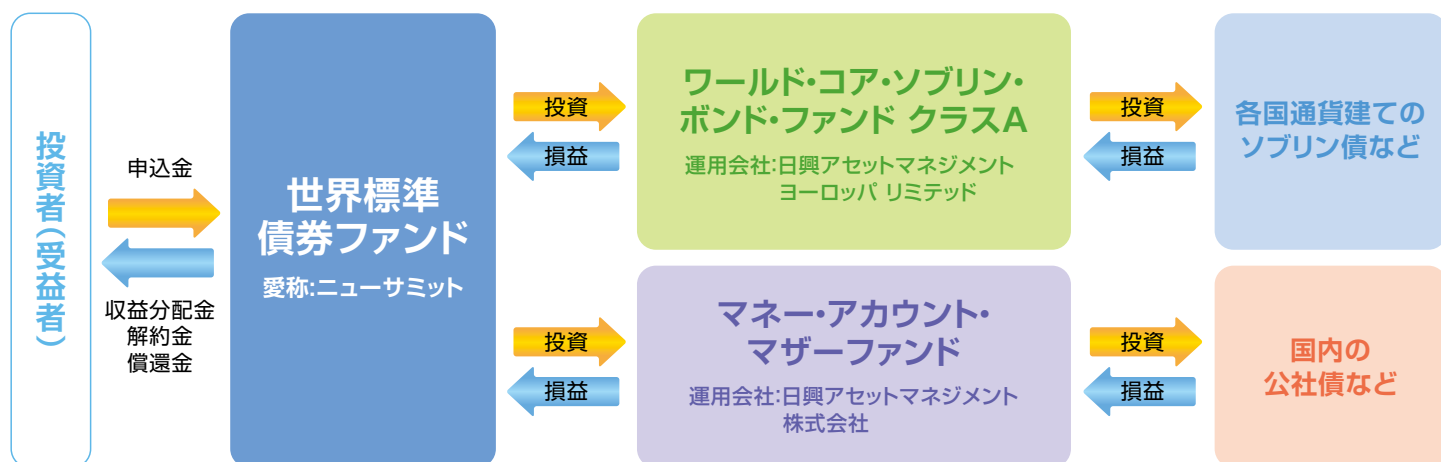 投資者(受益者)
申込金
収益分配金
解約金
償還金
世界標準
債券ファンド
愛称:ニューサミット
投資
損益
ワールド・コア・ソブリン・
ボンド・ファンド クラスA
運用会社:日興アセットマネジメント
ヨーロッパ リミテッド
投資
損益
各国通貨建ての
ソブリン債など
投資
損益
マネー・アカウント・
マザーファンド
運用会社:日興アセットマネジメント
株式会社
投資
損益
国内の
公社債など